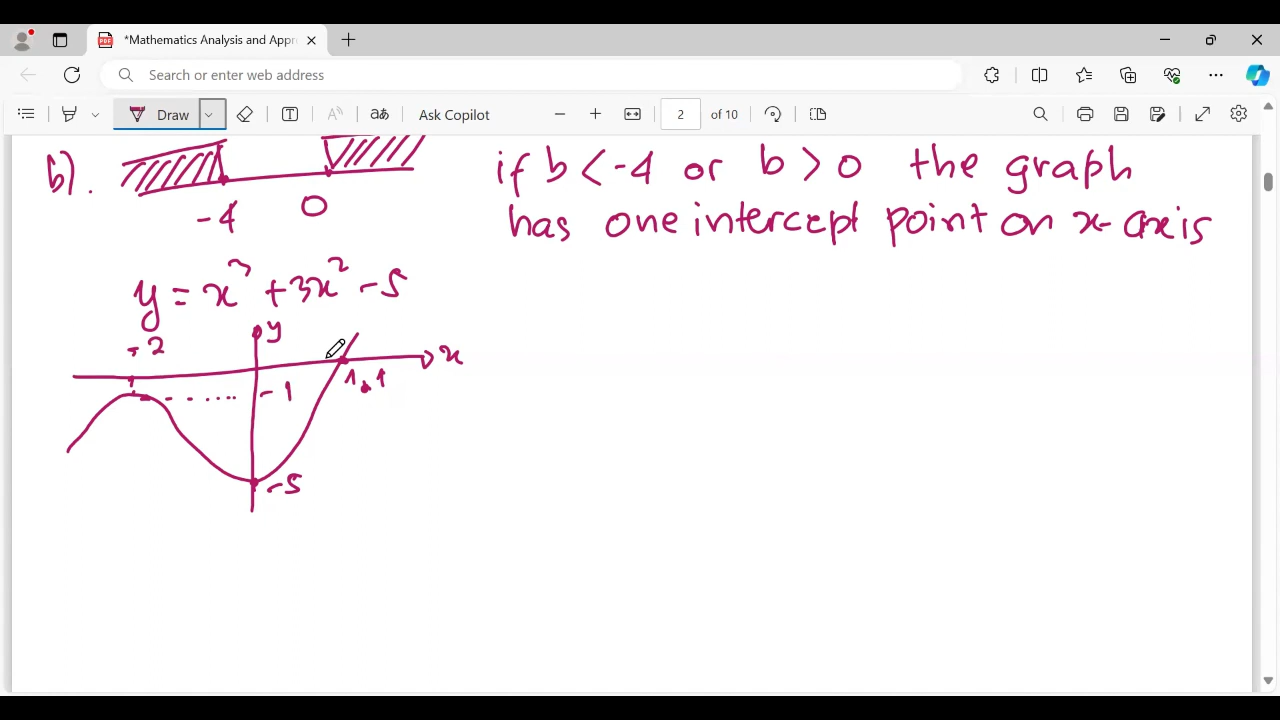 *Mathematics Analysis and Appr
Search or enter web address
Draw
Ask Copilot
2 of 10
b). -4 0
if b < -4 or b > 0 the graph
has one intercept point on x-axis
y = x³ + 3x² - 5
y
-2
x
-1
1.1
-5